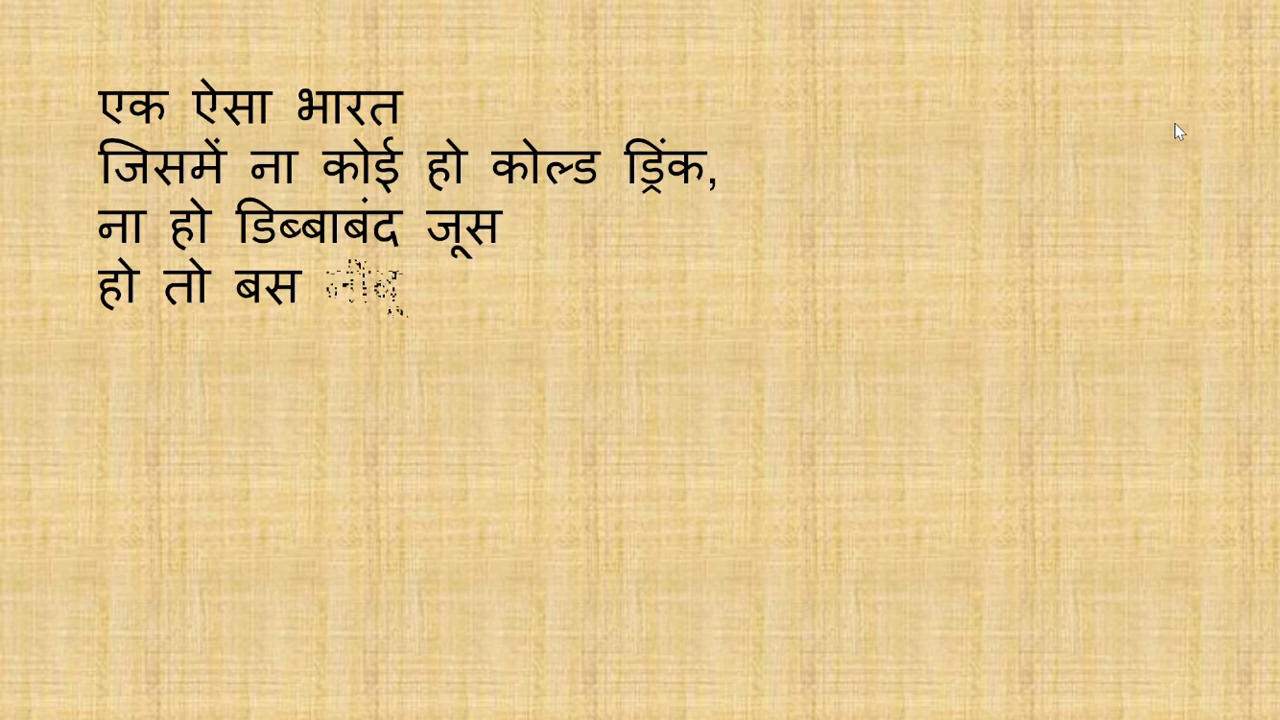 एक ऐसा भारत
जिसमें ना कोई हो कोल्ड ड्रिंक,
ना हो डिब्बाबंद जूस
हो तो बस